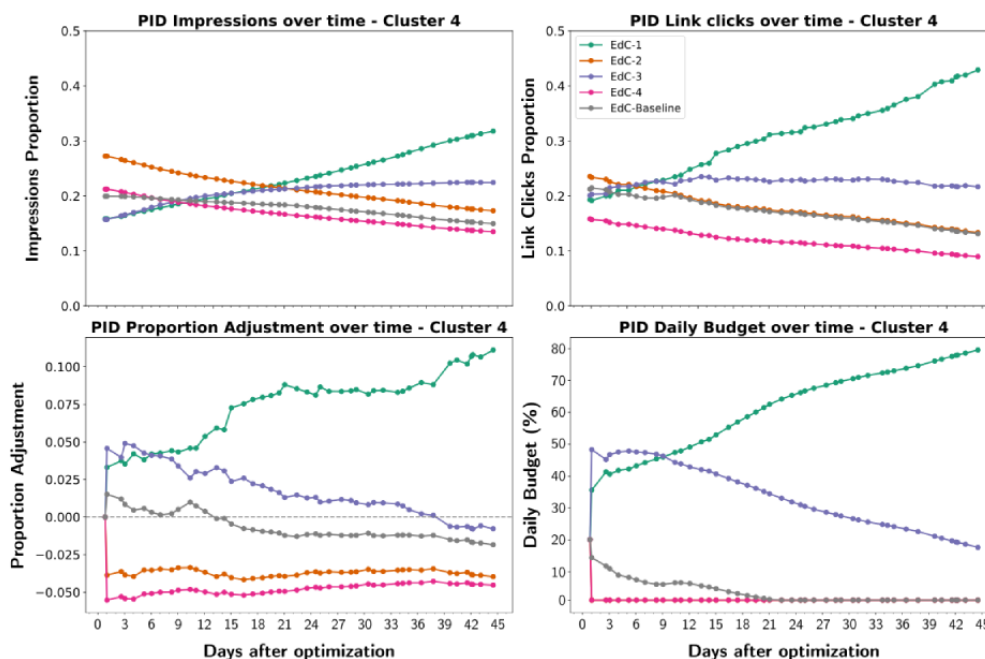 PID Impressions over time - Cluster 4
0.5
0.4
0.3
0.2
0.1
0.0
Impressions Proportion
PID Link clicks over time - Cluster 4
0.5
0.4
0.3
0.2
0.1
0.0
Link Clicks Proportion
EdC-1
EdC-2
EdC-3
EdC-4
EdC-Baseline
PID Proportion Adjustment over time - Cluster 4
0.100
0.075
0.050
0.025
0.000
−0.025
−0.050
Proportion Adjustment
0 3 6 9 12 15 18 21 24 27 30 33 36 39 42 45
Days after optimization
PID Daily Budget over time - Cluster 4
80
70
60
50
40
30
20
10
0
Daily Budget (%)
0 3 6 9 12 15 18 21 24 27 30 33 36 39 42 45
Days after optimization